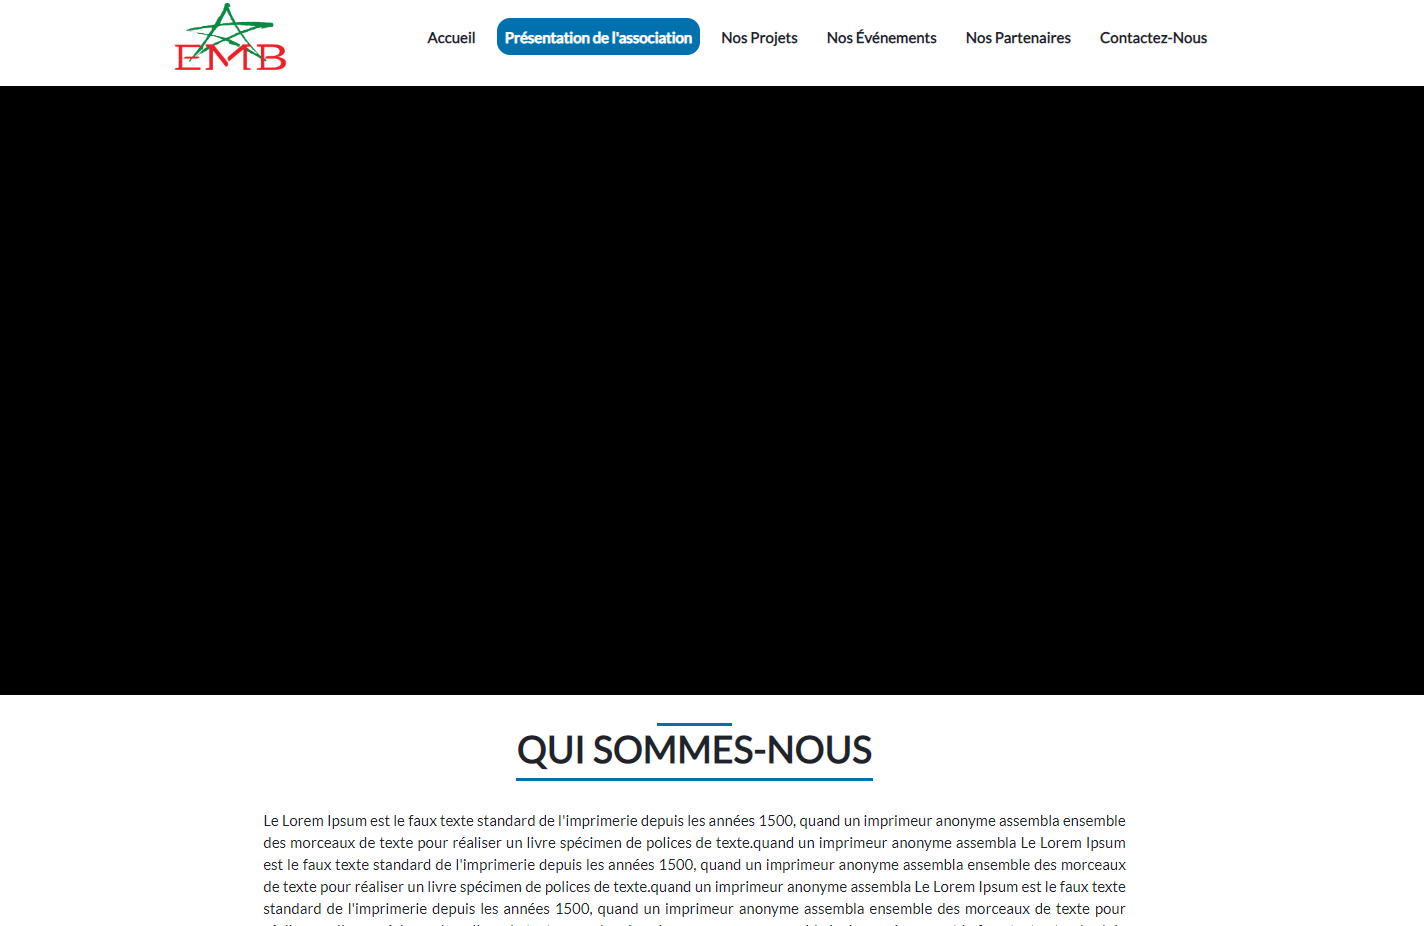 EMB
Accueil Présentation de l'association Nos Projets Nos Événements Nos Partenaires Contactez-Nous
QUI SOMMES-NOUS
Le Lorem Ipsum est le faux texte standard de l'imprimerie depuis les années 1500, quand un imprimeur anonyme assembla ensemble
des morceaux de texte pour réaliser un livre spécimen de polices de texte.quand un imprimeur anonyme assembla Le Lorem Ipsum
est le faux texte standard de l'imprimerie depuis les années 1500, quand un imprimeur anonyme assembla ensemble des morceaux
de texte pour réaliser un livre spécimen de polices de texte.quand un imprimeur anonyme assembla Le Lorem Ipsum est le faux texte
standard de l'imprimerie depuis les années 1500, quand un imprimeur anonyme assembla ensemble des morceaux de texte pour